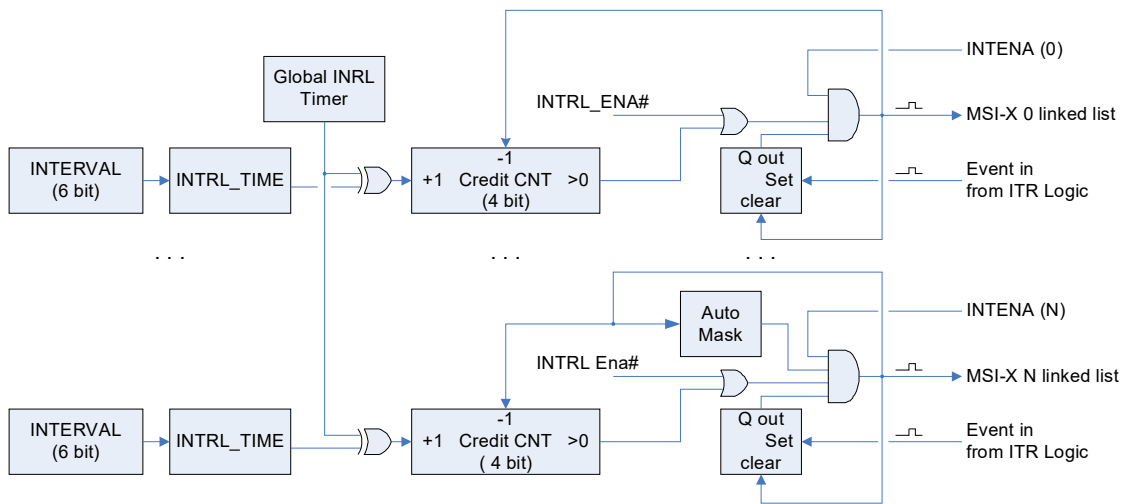 INTENA (0)
Global INRL
Timer
INTRL_ENA#
MSI-X 0 linked list
INTERVAL
(6 bit)
INTRL_TIME
-1
+1 Credit CNT >0
(4 bit)
Q out
Set
clear
Event in
from ITR Logic
. . .
. . .
. . .
Auto
Mask
INTENA (N)
INTRL Ena#
MSI-X N linked list
INTERVAL
(6 bit)
INTRL_TIME
-1
+1 Credit CNT >0
( 4 bit)
Q out
Set
clear
Event in
from ITR Logic